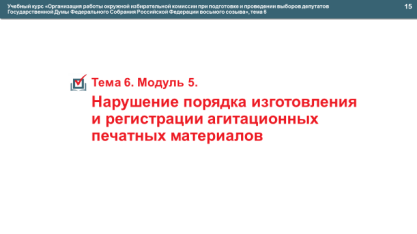 Учебный курс «Организация работы окружной избирательной комиссии при подготовке и проведении выборов депутатов
Государственной Думы Федерального Собрания Российской Федерации восьмого созыва», тема 6
15
Тема 6. Модуль 5.
Нарушение порядка изготовления
и регистрации агитационных
печатных материалов